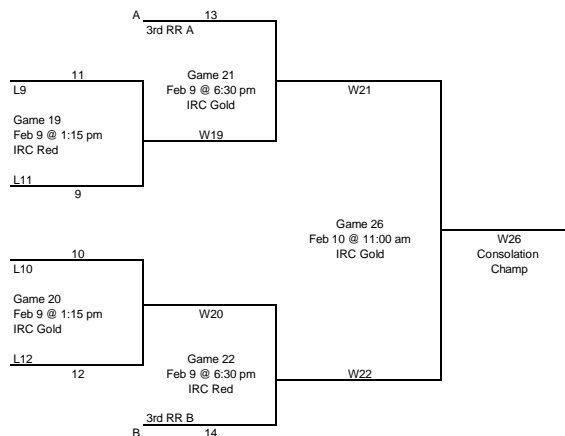 A
13
3rd RR A
Game 21
Feb 9 @ 6:30 pm
IRC Gold
11
L9
W21
Game 19
Feb 9 @ 1:15 pm
IRC Red
W19
L11
9
Game 26
Feb 10 @ 11:00 am
IRC Gold
W26
Consolation
Champ
10
L10
Game 20
Feb 9 @ 1:15 pm
IRC Gold
W20
L12
12
Game 22
Feb 9 @ 6:30 pm
IRC Red
W22
3rd RR B
B
14